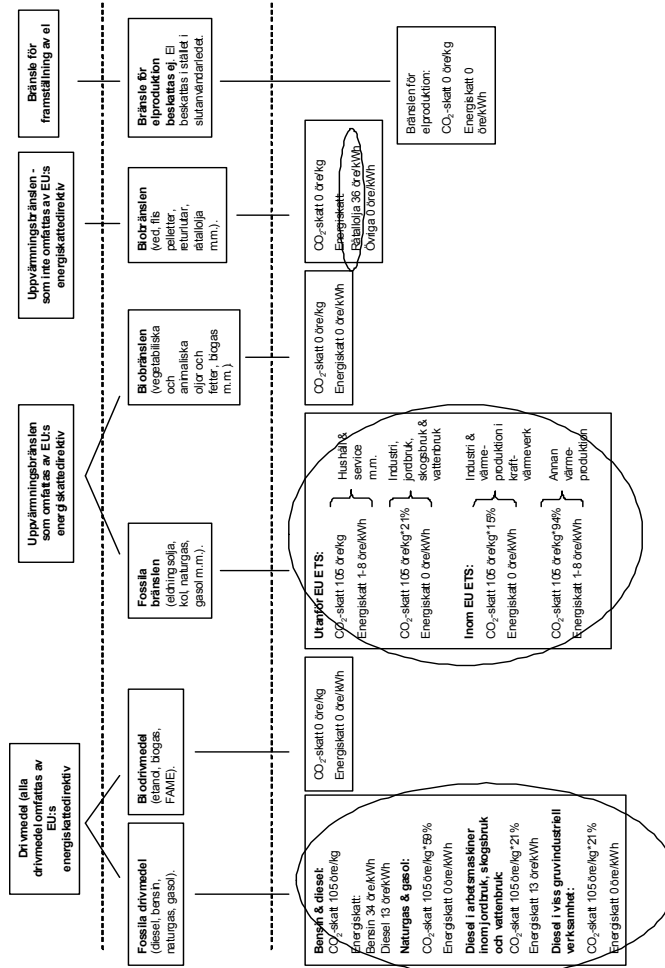 Drivmedel (alla
drivmedel omfattas av
EU:s
energiskattedirektiv
Uppvärmningsbränslen
som omfattas av EU:s
energiskattedirektiv
Uppvärmningsbränslen -
som inte omfattas av EU:s
energiskattedirektiv
Bränsle för
framställning av el
Fossila drivmedel
(diesel, bensin,
naturgas, gasol).
Biodrivmedel
(etanol, biogas,
FAME).
Fossila
bränslen
(eldningsolja,
kol, naturgas,
gasol m.m.).
Biobränslen
(vegetabiliska
och
animaliska
oljor och
fetter, biogas
m.m.).
Biobränslen
(ved, flis
pelletter,
returlutar,
råtallolja
m.m.).
Bränsle för
elproduktion
beskattas ej. El
beskattas i stället i
slutanvändarledet.
Bensin & diesel:
CO2-skatt 105 öre/kg
Energiskatt:
Bensin 34 öre/kWh
Diesel 13 öre/kWh
Naturgas & gasol:
CO2-skatt 105 öre/kg*59%
Energiskatt 0 öre/kWh
Diesel i arbetsmaskiner
inom jordbruk, skogsbruk
och vattenbruk:
CO2-skatt 105 öre/kg*21%
Energiskatt 13 öre/kWh
Diesel i viss gruvindustriell
verksamhet:
CO2-skatt 105 öre/kg*21%
Energiskatt 0 öre/kWh
CO2-skatt 0 öre/kg
Energiskatt 0 öre/kWh
Utanför EU ETS:
CO2-skatt 105 öre/kg
Energiskatt 1-8 öre/kWh
Hushåll &
service
m.m.
CO2-skatt 105 öre/kg*21%
Energiskatt 0 öre/kWh
Industri,
jordbruk,
skogsbruk &
vattenbruk
Inom EU ETS:
CO2-skatt 105 öre/kg*15%
Energiskatt 0 öre/kWh
Industri &
värme-
produktion i
kraft-
värmeverk
CO2-skatt 105 öre/kg*94%
Energiskatt 1-8 öre/kWh
Annan
värme-
produktion
CO2-skatt 0 öre/kg
Energiskatt 0 öre/kWh
CO2-skatt 0 öre/kg
Energiskatt:
Råtallolja 36 öre/kWh
Övriga 0 öre/kWh
Bränslen för
elproduktion:
CO2-skatt 0 öre/kg
Energiskatt 0
öre/kWh